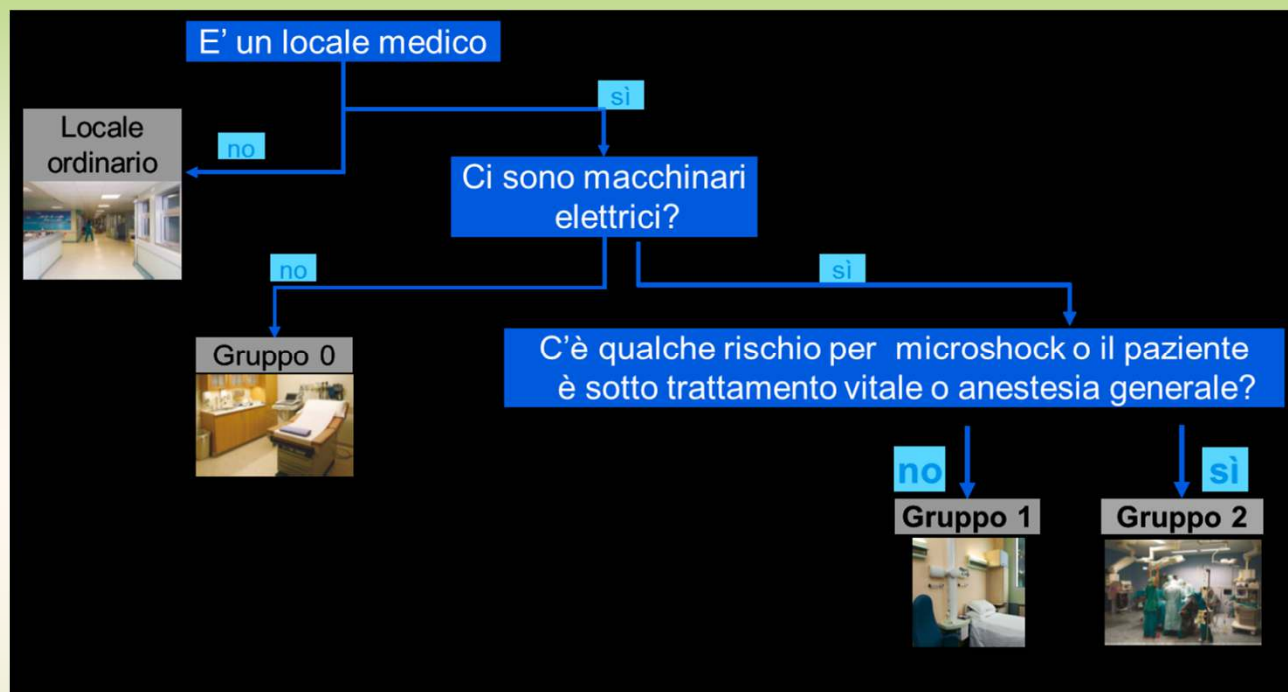 E' un locale medico
sì
Locale
ordinario
no
Ci sono macchinari
elettrici?
no
sì
Gruppo 0
C'è qualche rischio per microshock o il paziente
è sotto trattamento vitale o anestesia generale?
no
sì
Gruppo 1
Gruppo 2